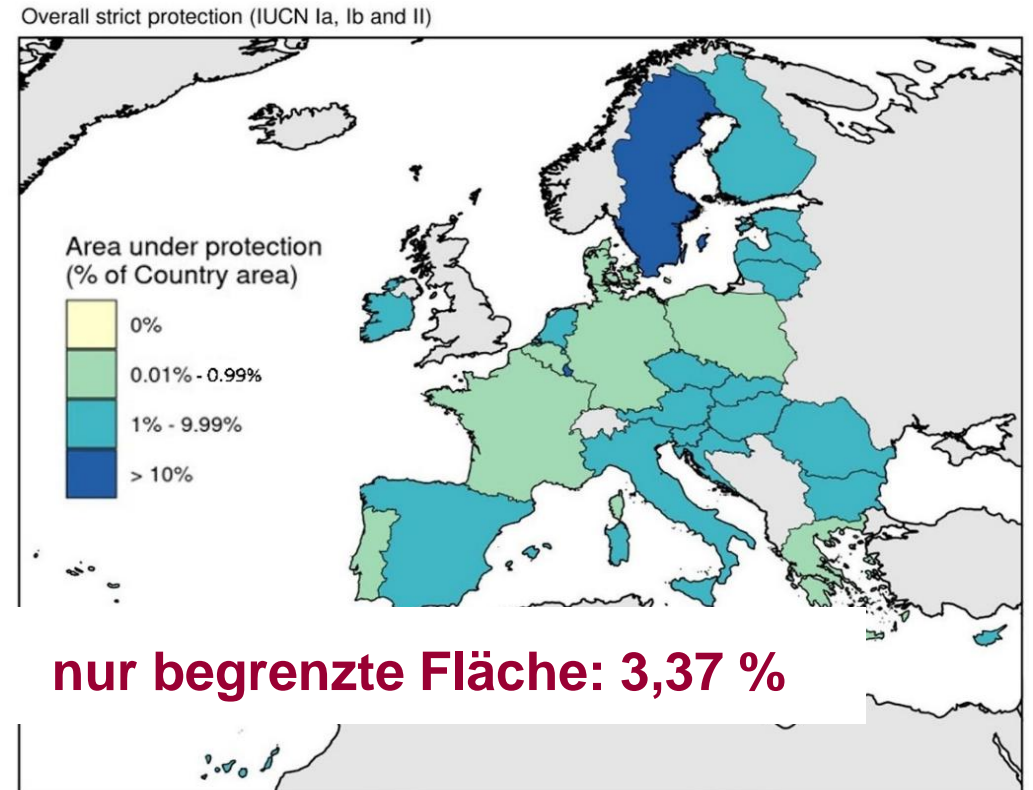 Overall strict protection (IUCN Ia, Ib and II)
Area under protection
(% of Country area)
0%
0.01% - 0.99%
1% - 9.99%
> 10%
nur begrenzte Fläche: 3,37 %